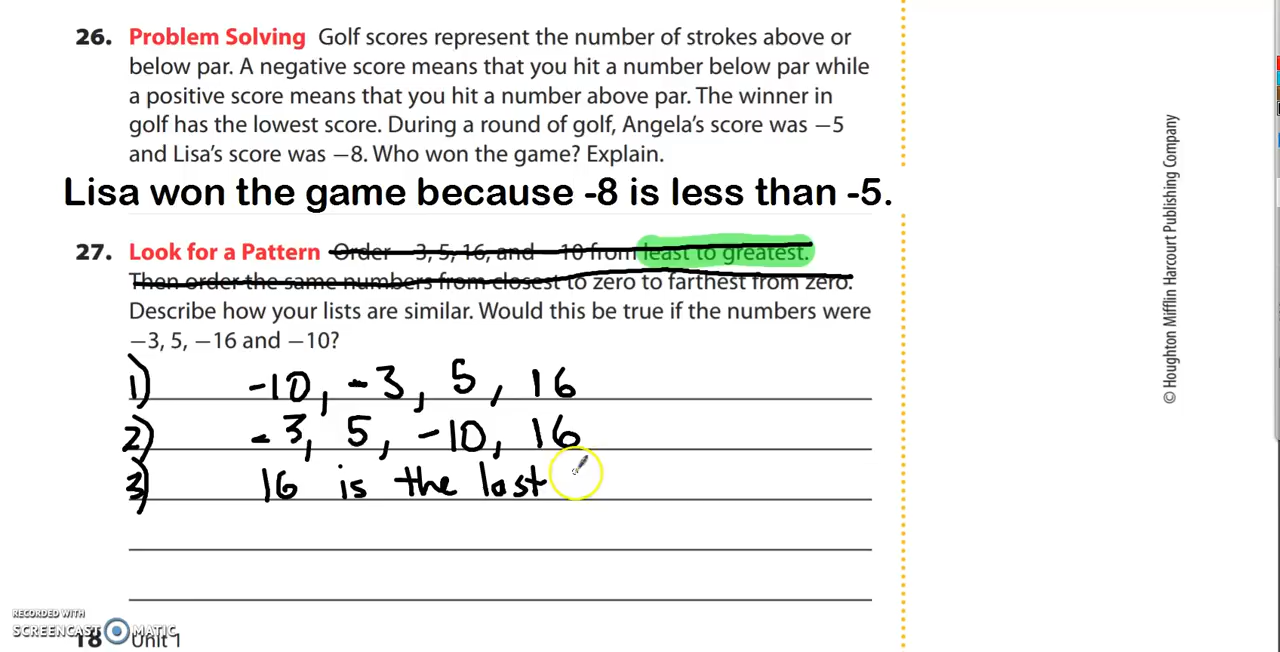 26. Problem Solving Golf scores represent the number of strokes above or
below par. A negative score means that you hit a number below par while
a positive score means that you hit a number above par. The winner in
golf has the lowest score. During a round of golf, Angela's score was −5
and Lisa's score was −8. Who won the game? Explain.
Lisa won the game because -8 is less than -5.
27. Look for a Pattern Order −3, 5, 16, and −10 from least to greatest.
Then order the same numbers from closest to zero to farthest from zero.
Describe how your lists are similar. Would this be true if the numbers were
−3, 5, −16 and −10?
1) -10, -3, 5, 16
2) -3, 5, -10, 16
3) 16 is the last
© Houghton Mifflin Harcourt Publishing Company
RECORDED WITH
SCREENCAST MATIC
18 Unit 1